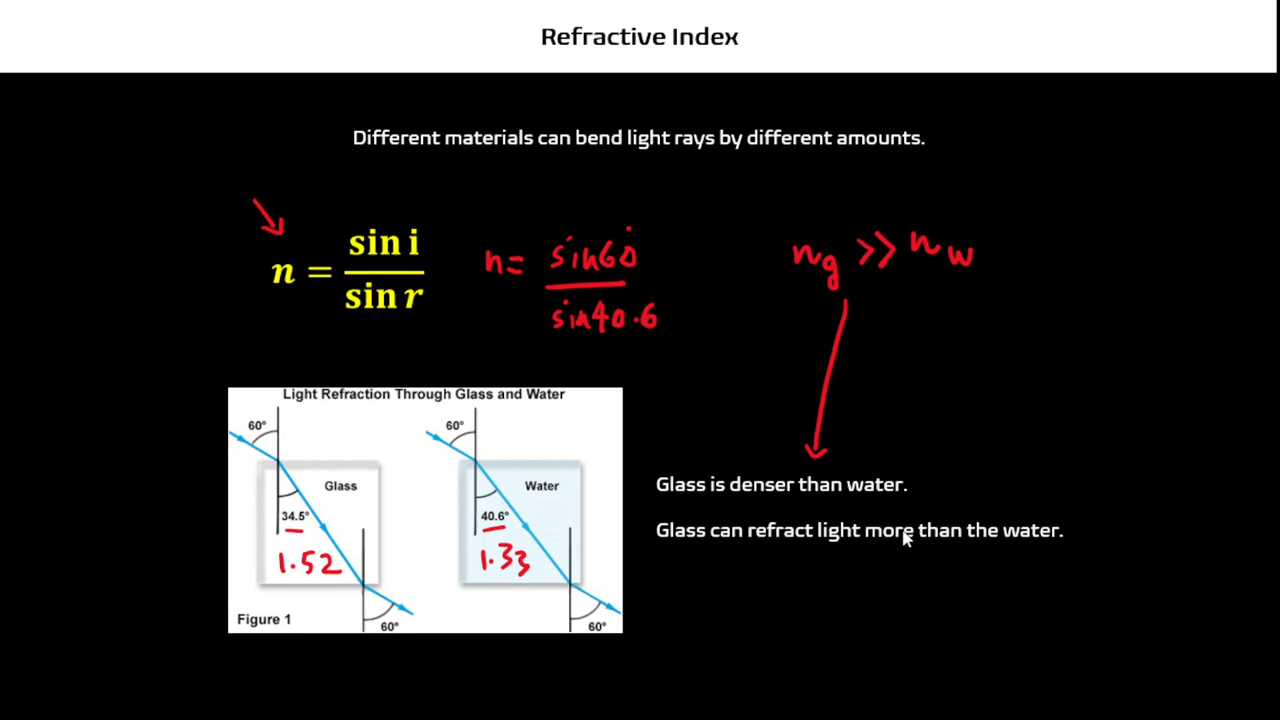 Refractive Index
Different materials can bend light rays by different amounts.
n = sin i / sin r
n = sin60° / sin40.6
ng >> nw
Light Refraction Through Glass and Water
60°
Glass
34.5°
1.52
60°
60°
Water
40.6°
1.33
60°
Figure 1
Glass is denser than water.
Glass can refract light more than the water.